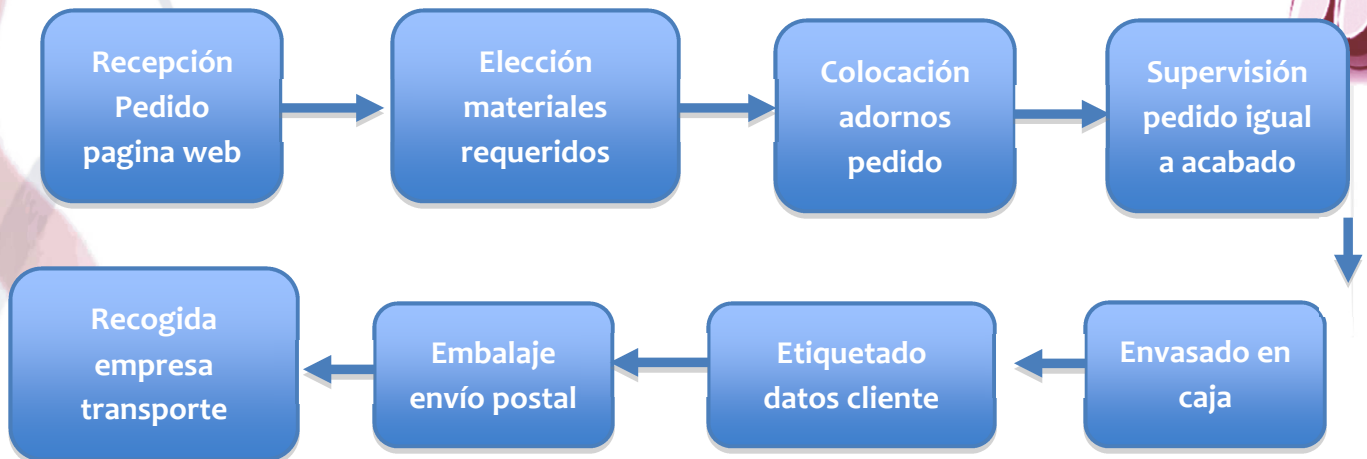 Recepción
Pedido
pagina web
Elección
materiales
requeridos
Colocación
adornos
pedido
Supervisión
pedido igual
a acabado
Envasado en
caja
Etiquetado
datos cliente
Embalaje
envío postal
Recogida
empresa
transporte